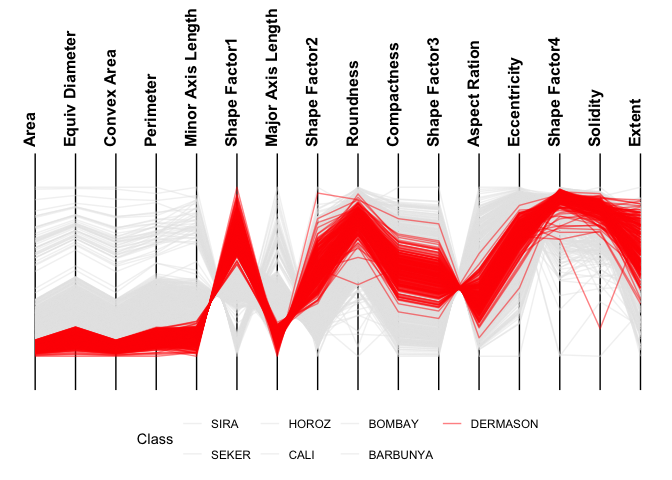 Area
Equiv Diameter
Convex Area
Perimeter
Minor Axis Length
Shape Factor1
Major Axis Length
Shape Factor2
Roundness
Compactness
Shape Factor3
Aspect Ration
Eccentricity
Shape Factor4
Solidity
Extent
Class
SIRA HOROZ BOMBAY DERMASON
SEKER CALI BARBUNYA